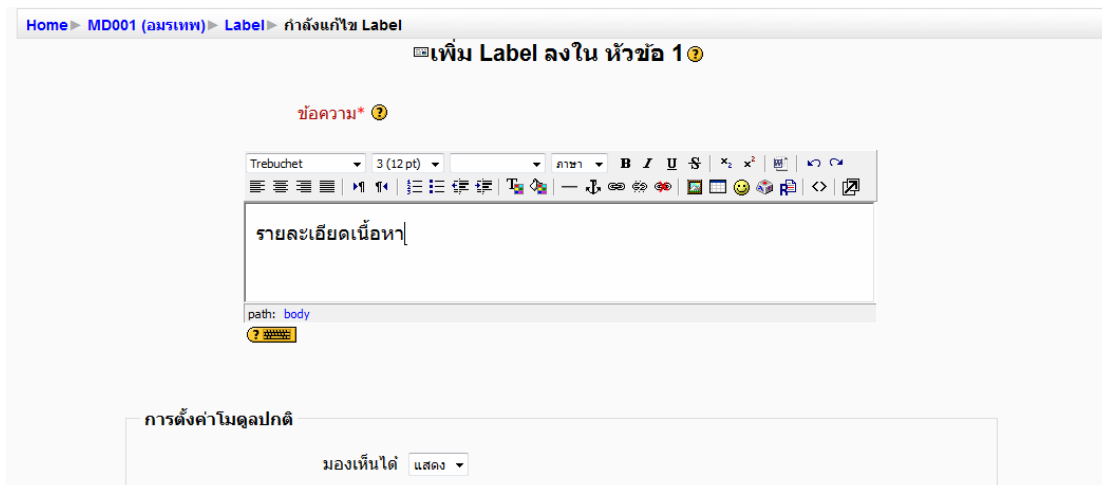 Home► MD001 (อมรเทพ)► Label► กำลังแก้ไข Label
เพิ่ม Label ลงใน หัวข้อ 1
ข้อความ*
Trebuchet 3 (12 pt) ภาษา B I U S x₂ x²
รายละเอียดเนื้อหา
path: body
การตั้งค่าโมดูลปกติ
มองเห็นได้ แสดง